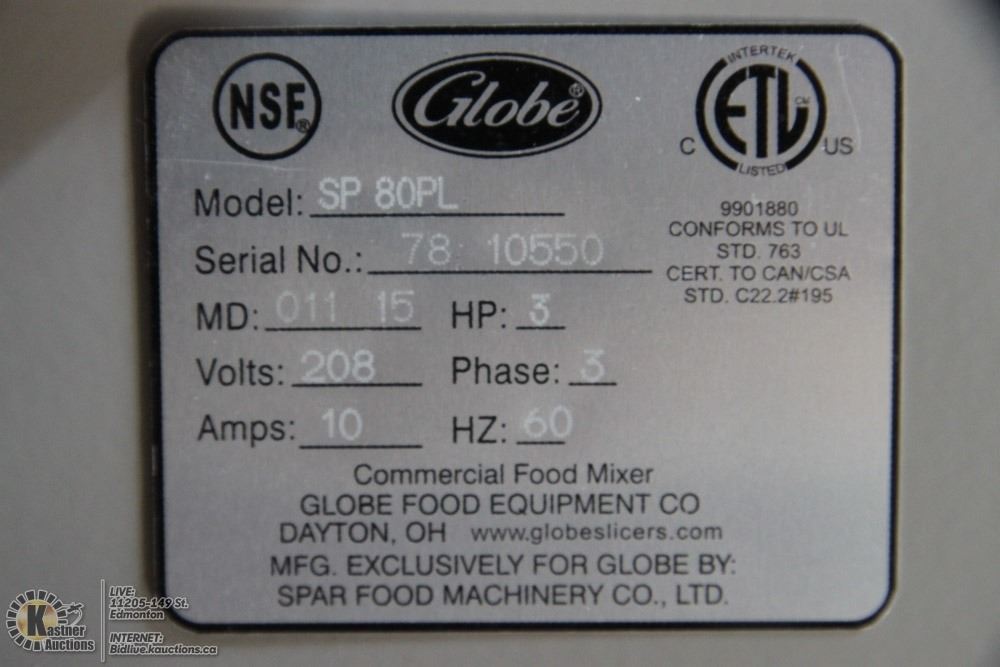 NSF®
Globe®
INTERTEK
ETL CM
C US
LISTED
9901880
CONFORMS TO UL
STD. 763
CERT. TO CAN/CSA
STD. C22.2#195
Model: SP 80PL
Serial No.: 78 10550
MD: 011 15 HP: 3
Volts: 208 Phase: 3
Amps: 10 HZ: 60
Commercial Food Mixer
GLOBE FOOD EQUIPMENT CO
DAYTON, OH www.globeslicers.com
MFG. EXCLUSIVELY FOR GLOBE BY:
SPAR FOOD MACHINERY CO., LTD.
K
Kastner
Auctions
LIVE:
11205-149 St.
Edmonton
INTERNET:
Bidlive.kauctions.ca